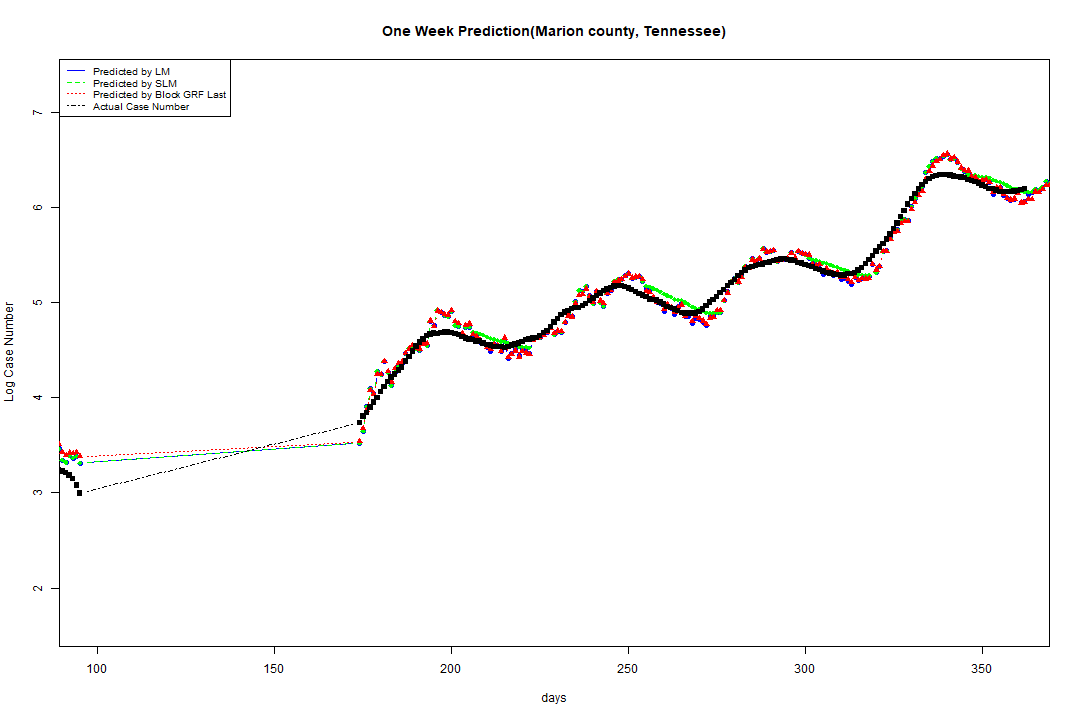 One Week Prediction(Marion county, Tennessee)
Predicted by LM
Predicted by SLM
Predicted by Block GRF Last
Actual Case Number
7
6
5
4
3
2
Log Case Number
100 150 200 250 300 350
days